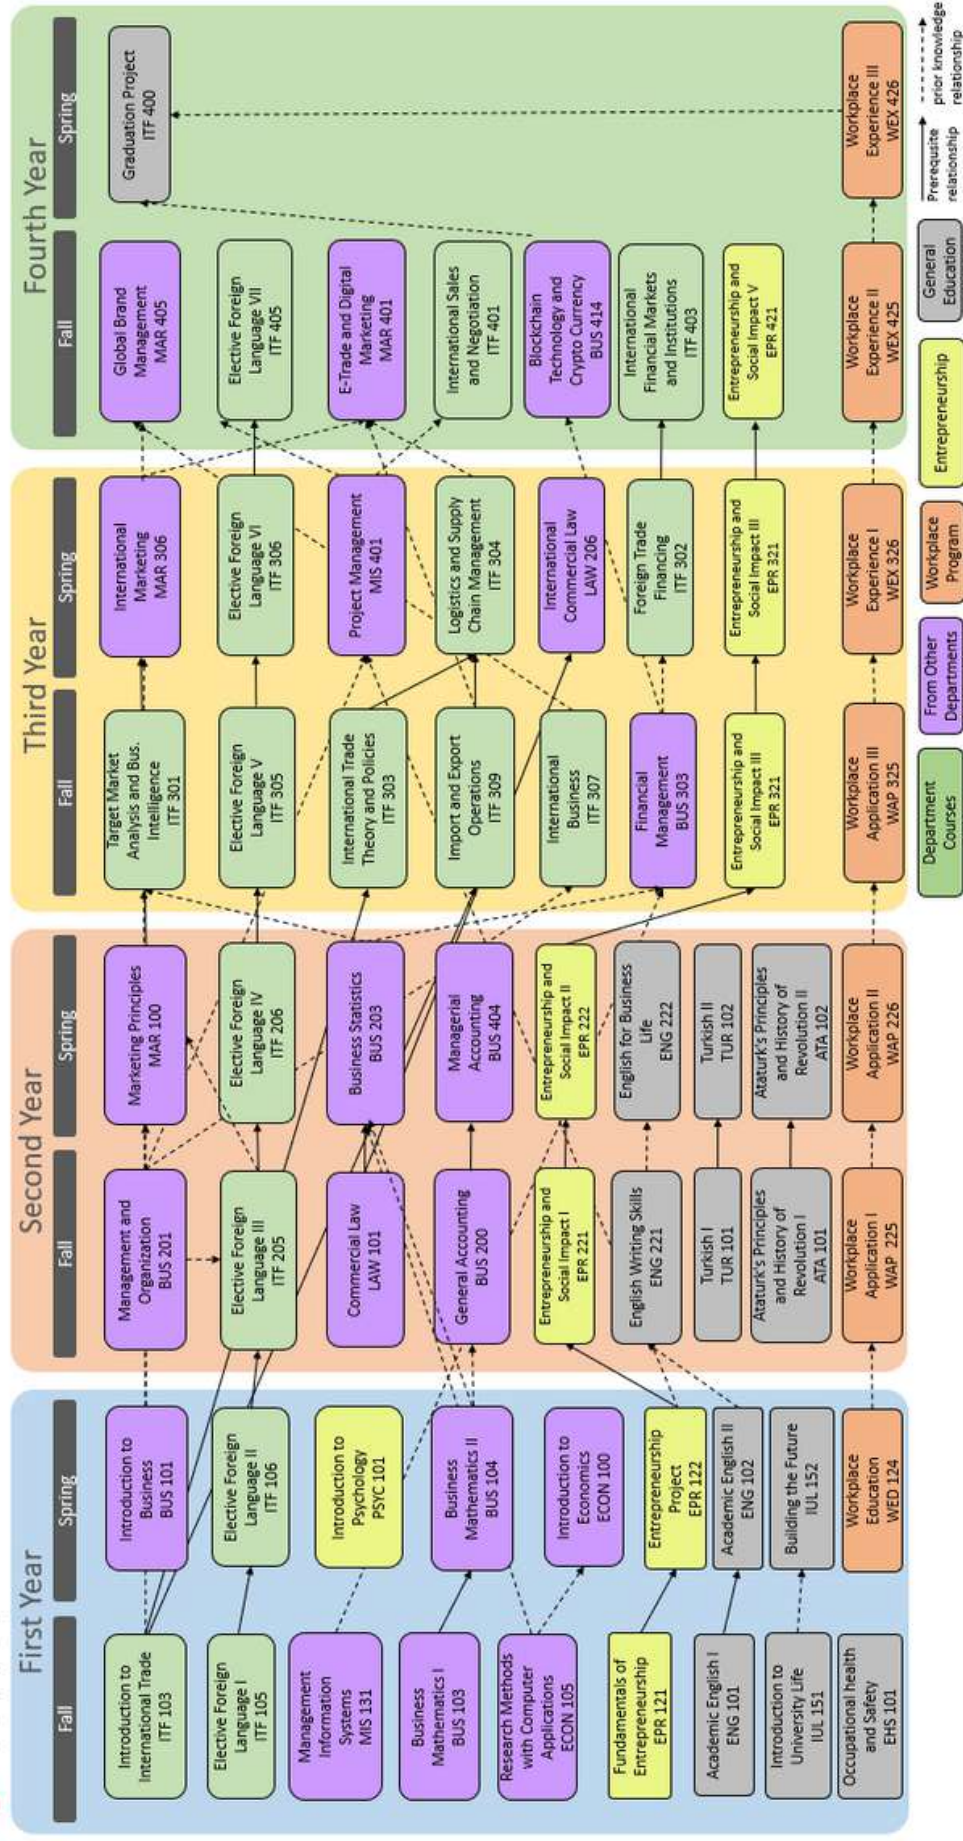 First Year
Second Year
Third Year
Fourth Year
Fall
Spring
Fall
Spring
Fall
Spring
Fall
Spring
Introduction to
International Trade
ITF 103
Elective Foreign
Language I
ITF 105
Management
Information
Systems
MIS 131
Business
Mathematics I
BUS 103
Research Methods
with Computer
Applications
ECON 105
Fundamentals of
Entrepreneurship
EPR 121
Academic English I
ENG 101
Introduction to
University Life
IUL 151
Occupational health
and Safety
EHS 101
Introduction to
Business
BUS 101
Elective Foreign
Language II
ITF 106
Introduction to
Psychology
PSYC 101
Business
Mathematics II
BUS 104
Introduction to
Economics
ECON 100
Entrepreneurship
Project
EPR 122
Academic English II
ENG 102
Building the Future
IUL 152
Workplace
Education
WED 124
Management and
Organization
BUS 201
Elective Foreign
Language III
ITF 205
Commercial Law
LAW 101
General Accounting
BUS 200
Entrepreneurship and
Social Impact I
EPR 221
English Writing Skills
ENG 221
Turkish I
TUR 101
Ataturk's Principles
and History of
Revolution I
ATA 101
Workplace
Application I
WAP 225
Marketing Principles
MAR 100
Elective Foreign
Language IV
ITF 206
Business Statistics
BUS 203
Managerial
Accounting
BUS 404
Entrepreneurship and
Social Impact II
EPR 222
English for Business
Life
ENG 222
Turkish II
TUR 102
Ataturk's Principles
and History of
Revolution II
ATA 102
Workplace
Application II
WAP 226
Target Market
Analysis and Bus.
Intelligence
ITF 301
Elective Foreign
Language V
ITF 305
International Trade
Theory and Policies
ITF 303
Import and Export
Operations
ITF 309
International
Business
ITF 307
Financial
Management
BUS 303
Entrepreneurship and
Social Impact III
EPR 321
Workplace
Application III
WAP 325
International
Marketing
MAR 306
Elective Foreign
Language VI
ITF 306
Project Management
MIS 401
Logistics and Supply
Chain Management
ITF 304
International
Commercial Law
LAW 206
Foreign Trade
Financing
ITF 302
Entrepreneurship and
Social Impact III
EPR 321
Workplace
Experience I
WEX 326
Global Brand
Management
MAR 405
Elective Foreign
Language VII
ITF 405
E-Trade and Digital
Marketing
MAR 401
International Sales
and Negotiation
ITF 401
Blockchain
Technology and
Crypto Currency
BUS 414
International
Financial Markets
and Institutions
ITF 403
Entrepreneurship and
Social Impact V
EPR 421
Workplace
Experience II
WEX 425
Graduation Project
ITF 400
Workplace
Experience III
WEX 426
Department
Courses
From Other
Departments
Workplace
Program
Entrepreneurship
General
Education
Prerequsite
relationship
prior knowledge
relationship